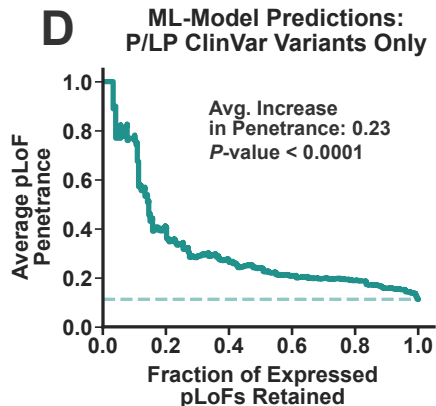 D
ML-Model Predictions:
P/LP ClinVar Variants Only
Avg. Increase
in Penetrance: 0.23
P-value < 0.0001
Average pLoF
Penetrance
1.0
0.8
0.6
0.4
0.2
0.0
0.0 0.2 0.4 0.6 0.8 1.0
Fraction of Expressed
pLoFs Retained